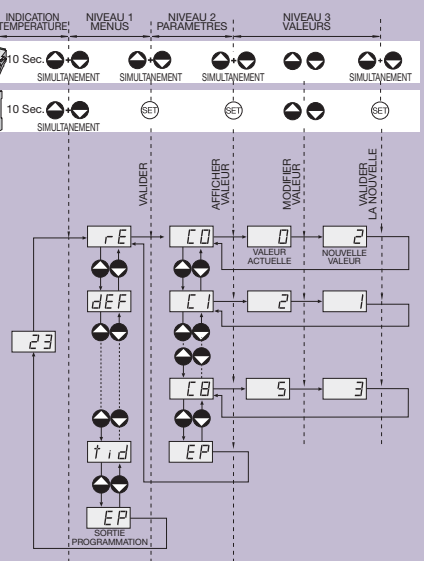 INDICATION TEMPERATURE
NIVEAU 1 MENUS
NIVEAU 2 PARAMETRES
NIVEAU 3 VALEURS
10 Sec. + + + +
SIMULTANEMENT SIMULTANEMENT SIMULTANEMENT SIMULTANEMENT
10 Sec. + SET SET SET
SIMULTANEMENT
VALIDER
AFFICHER VALEUR
MODIFIER VALEUR
VALIDER LA NOUVELLE
rE C0 0 2
VALEUR ACTUELLE
NOUVELLE VALEUR
dEF C1 2 1
23
C8 5 3
tid EP
EP
SORTIE PROGRAMMATION